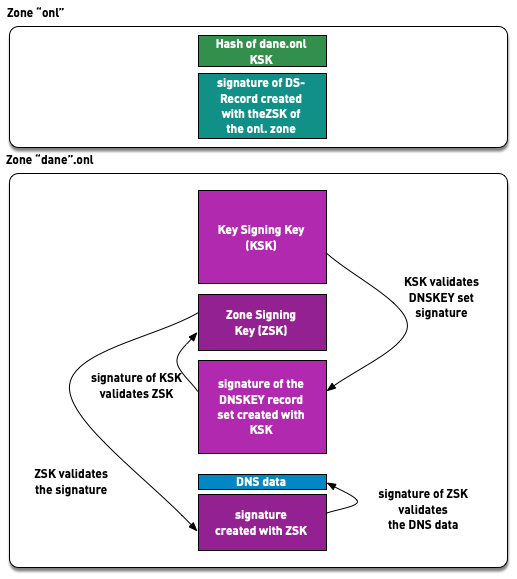 Zone “onl”
Hash of dane.onl
KSK
signature of DS-
Record created
with theZSK of
the onl. zone
Zone “dane”.onl
Key Signing Key
(KSK)
KSK validates
DNSKEY set
signature
Zone Signing
Key (ZSK)
signature of KSK
validates ZSK
signature of the
DNSKEY record
set created with
KSK
ZSK validates
the signature
DNS data
signature
created with ZSK
signature of ZSK
validates
the DNS data